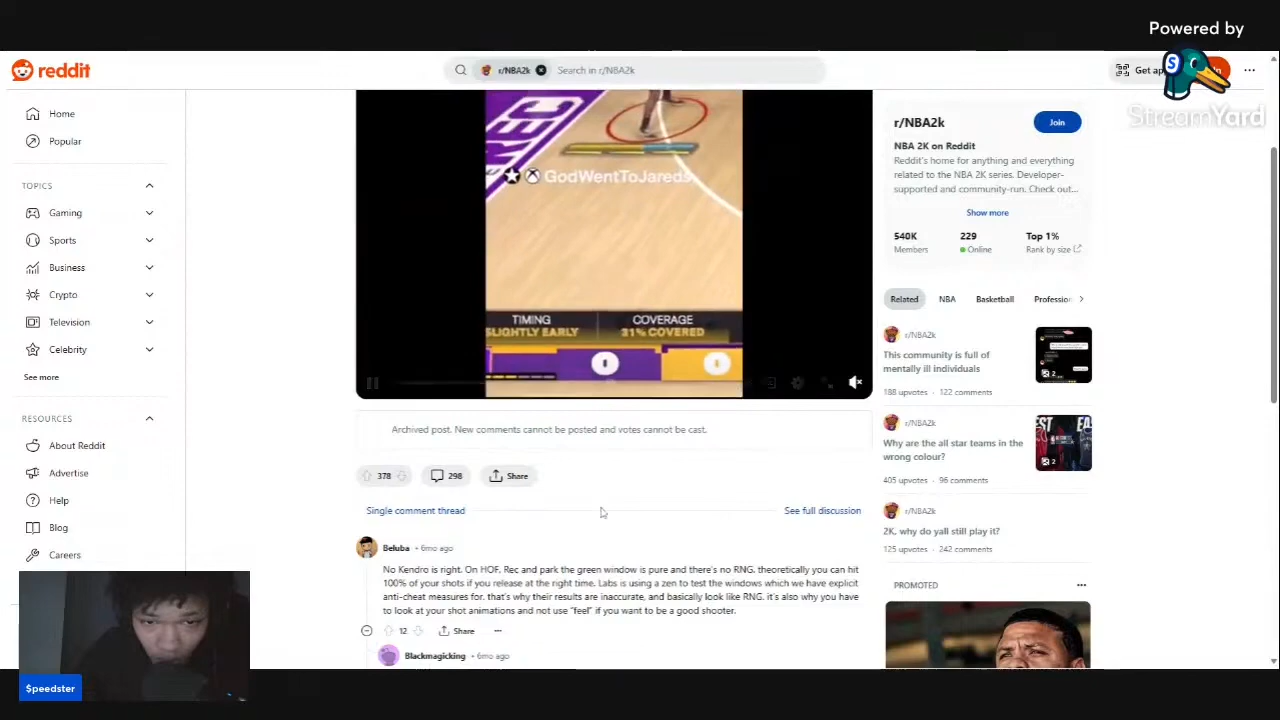 Powered by
StreamYard
reddit
r/NBA2k
Search in r/NBA2k
Get
Home
Popular
TOPICS
Gaming
Sports
Business
Crypto
Television
Celebrity
See more
RESOURCES
About Reddit
Advertise
Help
Blog
Careers
$peedster
REC
GodWentToJareds
TIMING
SLIGHTLY EARLY
COVERAGE
31% COVERED
Archived post. New comments cannot be posted and votes cannot be cast.
378
298
Share
Single comment thread
See full discussion
Beluba • 6mo ago
No Kendro is right. On HOF, Rec and park the green window is pure and there's no RNG. theoretically you can hit
100% of your shots if you release at the right time. Labs is using a zen to test the windows which we have explicit
anti-cheat measures for. that's why their results are inaccurate, and basically look like RNG. it's also why you have
to look at your shot animations and not use "feel" if you want to be a good shooter.
12
Share
Blackmagicking • 6mo ago
r/NBA2k
Join
NBA 2K on Reddit
Reddit's home for anything and everything
related to the NBA 2K series. Developer-
supported and community-run. Check out...
Show more
540K
Members
229
Online
Top 1%
Rank by size
Related
NBA
Basketball
Profession
r/NBA2k
This community is full of
mentally ill individuals
188 upvotes • 122 comments
2
r/NBA2k
Why are the all star teams in the
wrong colour?
405 upvotes • 96 comments
2
r/NBA2k
2K, why do yall still play it?
125 upvotes • 242 comments
PROMOTED